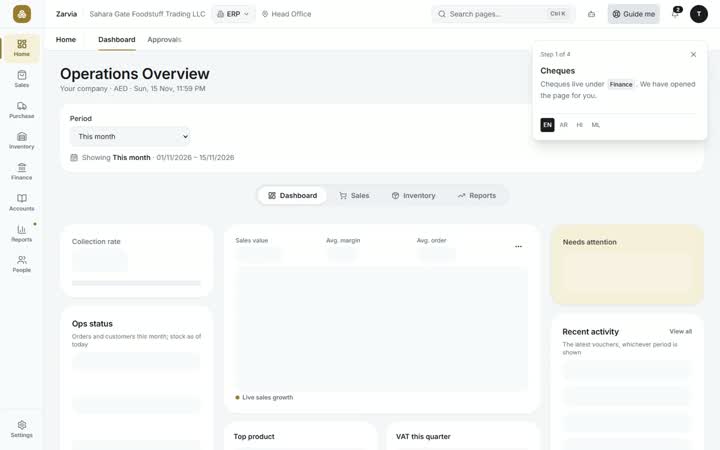 Zarvia
Sahara Gate Foodstuff Trading LLC
ERP
Head Office
Search pages...
Ctrl K
Guide me
2
T
Home
Dashboard
Approvals
Home
Sales
Purchase
Inventory
Finance
Accounts
Reports
People
Settings
Operations Overview
Your company · AED · Sun, 15 Nov, 11:59 PM
Period
This month
Showing This month · 01/11/2026 – 15/11/2026
Step 1 of 4
Cheques
Cheques live under Finance . We have opened
the page for you.
EN AR HI ML
Dashboard
Sales
Inventory
Reports
Collection rate
Sales value
Avg. margin
Avg. order
Needs attention
Ops status
Orders and customers this month; stock as of
today
Live sales growth
Recent activity
View all
The latest vouchers, whichever period is
shown
Top product
VAT this quarter